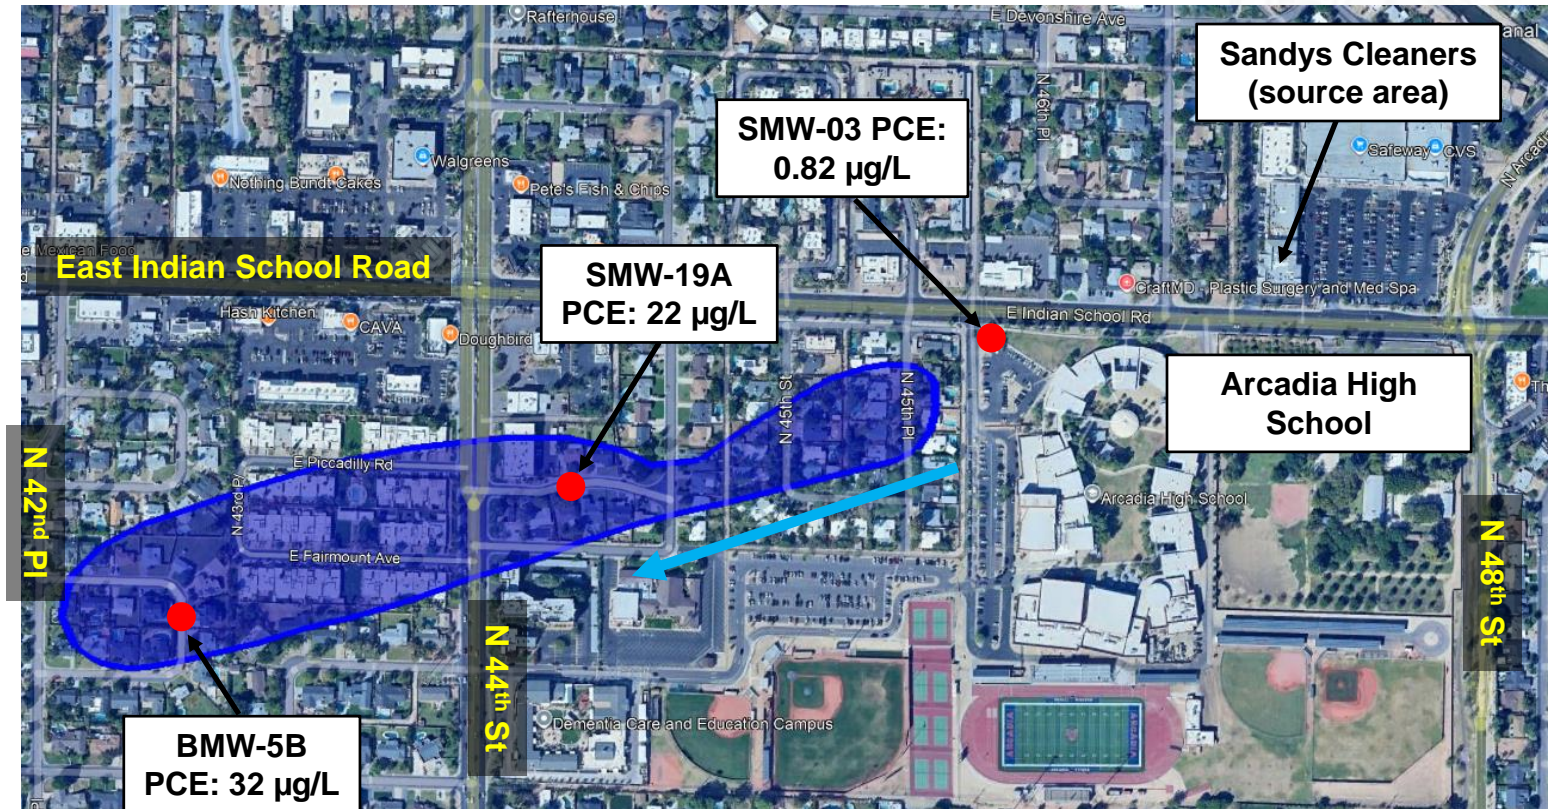 Rafterhouse
E Devonshire Ave
anal
Sandys Cleaners
(source area)
SMW-03 PCE:
0.82 µg/L
N 46th Pl
Walgreens
Safeway
CVS
N Arcadia
Nothing Bundt Cakes
Pete's Fish & Chips
e Mexican Food
East Indian School Road
SMW-19A
PCE: 22 µg/L
CraftMD - Plastic Surgery and Med Spa
E Indian School Rd
Hash Kitchen
CAVA
Doughbird
Arcadia High
School
Th
N 45th St
N 45th Pl
N 42nd Pl
E Piccadilly Rd
N 43rd Pl
Arcadia High School
E Fairmount Ave
N 48th St
N 44th St
Dementia Care and Education Campus
BMW-5B
PCE: 32 µg/L